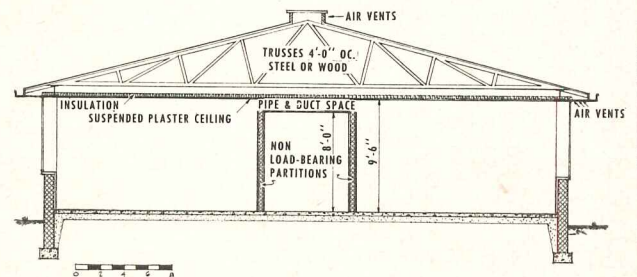 AIR VENTS
TRUSSES 4'-0" OC.
STEEL OR WOOD
INSULATION
SUSPENDED PLASTER CEILING
PIPE & DUCT SPACE
AIR VENTS
NON
LOAD-BEARING
PARTITIONS
8'-0"
9'-6"
0 2 4 6 8